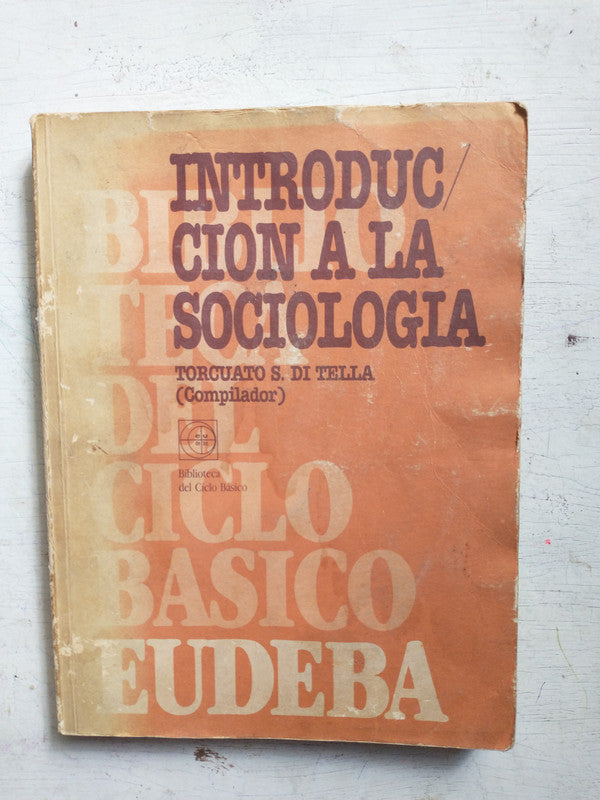 INTRODUC/
CION A LA
SOCIOLOGIA
TORCUATO S. DI TELLA
(Compilador)
Biblioteca
del Ciclo Básico
BIBLIO
TECA
DEL
CICLO
BASICO
EUDEBA